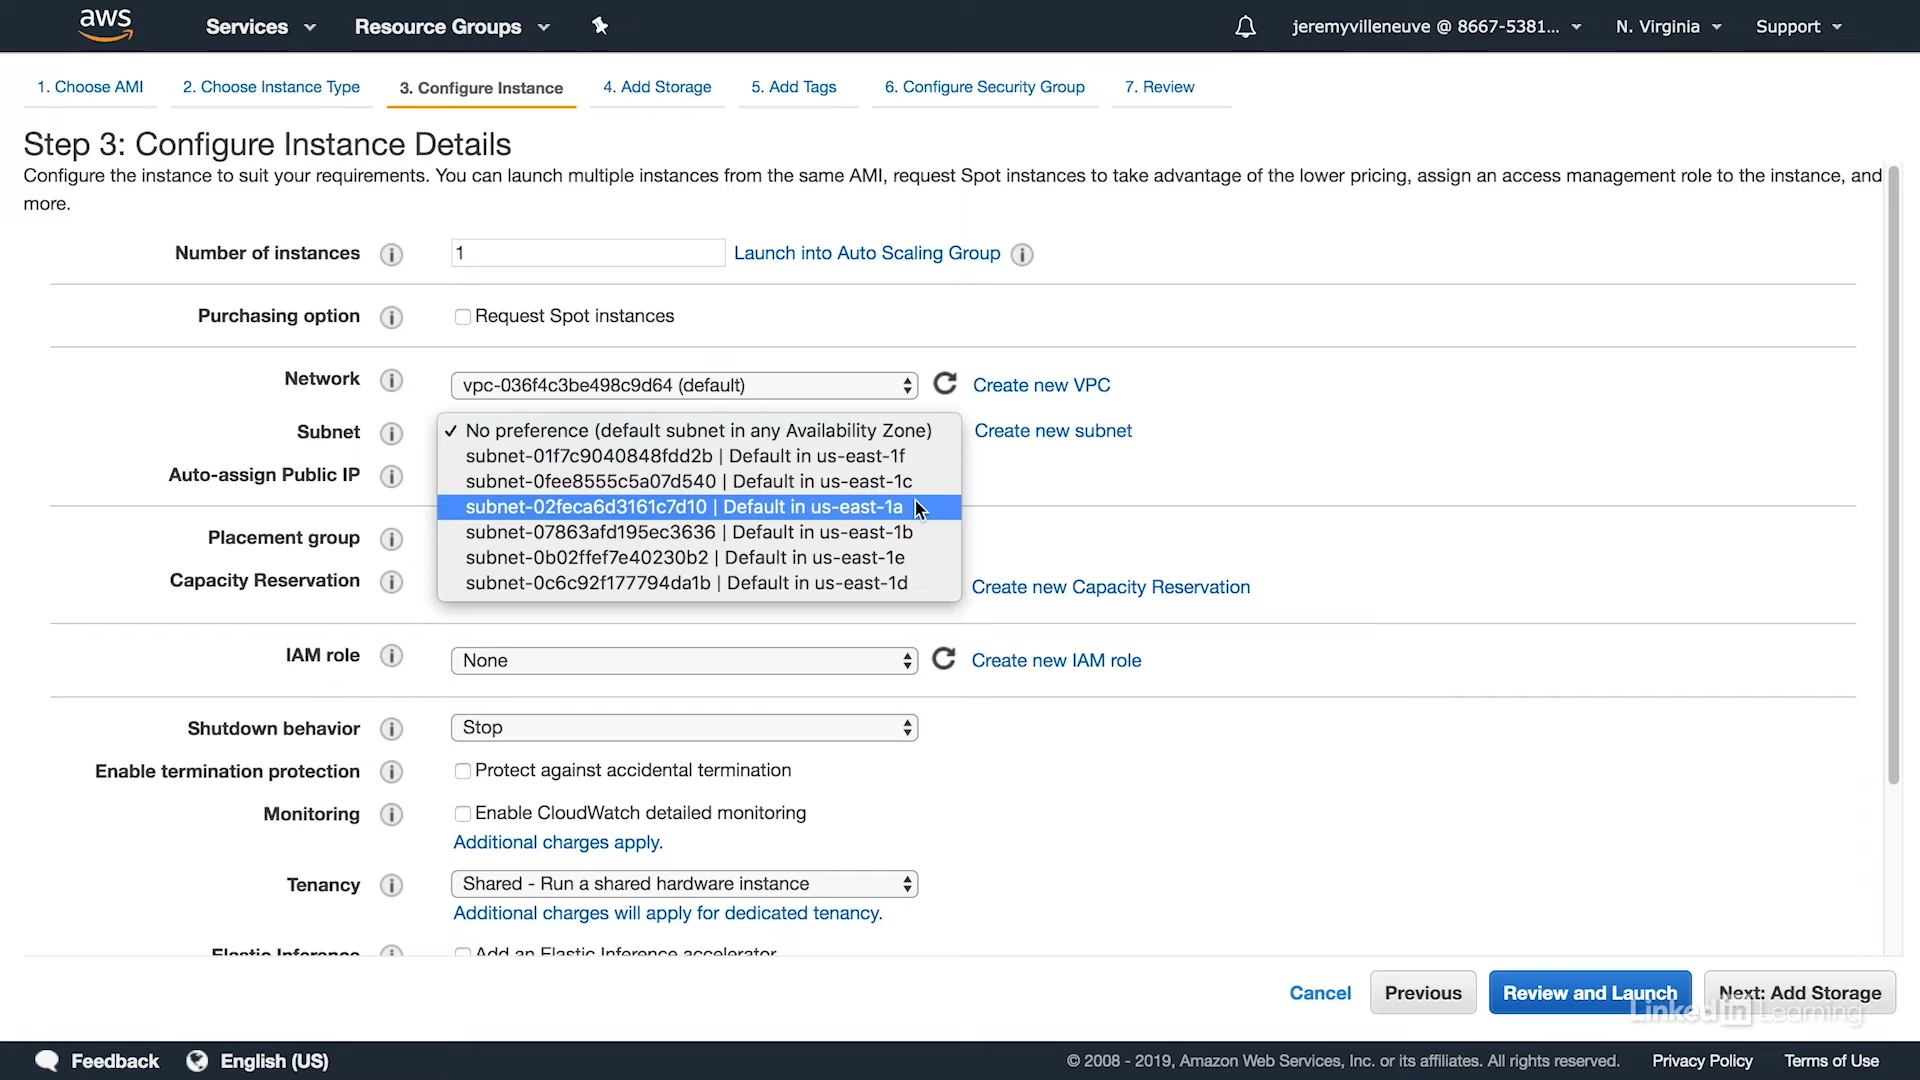 aws
Services
Resource Groups
jeremyvilleneuve @ 8667-5381...
N. Virginia
Support
1. Choose AMI
2. Choose Instance Type
3. Configure Instance
4. Add Storage
5. Add Tags
6. Configure Security Group
7. Review
Step 3: Configure Instance Details
Configure the instance to suit your requirements. You can launch multiple instances from the same AMI, request Spot instances to take advantage of the lower pricing, assign an access management role to the instance, and
more.
Number of instances
1
Launch into Auto Scaling Group
Purchasing option
Request Spot instances
Network
vpc-036f4c3be498c9d64 (default)
Create new VPC
Subnet
No preference (default subnet in any Availability Zone)
Create new subnet
subnet-01f7c9040848fdd2b | Default in us-east-1f
Auto-assign Public IP
subnet-0fee8555c5a07d540 | Default in us-east-1c
subnet-02feca6d3161c7d10 | Default in us-east-1a
subnet-07863afd195ec3636 | Default in us-east-1b
Placement group
subnet-0b02ffef7e40230b2 | Default in us-east-1e
Capacity Reservation
subnet-0c6c92f177794da1b | Default in us-east-1d
Create new Capacity Reservation
IAM role
None
Create new IAM role
Shutdown behavior
Stop
Enable termination protection
Protect against accidental termination
Monitoring
Enable CloudWatch detailed monitoring
Additional charges apply.
Tenancy
Shared - Run a shared hardware instance
Additional charges will apply for dedicated tenancy.
Elastic Inference
Add an Elastic Inference accelerator
Cancel
Previous
Review and Launch
Next: Add Storage
Linked in Learning
Feedback
English (US)
© 2008 - 2019, Amazon Web Services, Inc. or its affiliates. All rights reserved.
Privacy Policy
Terms of Use